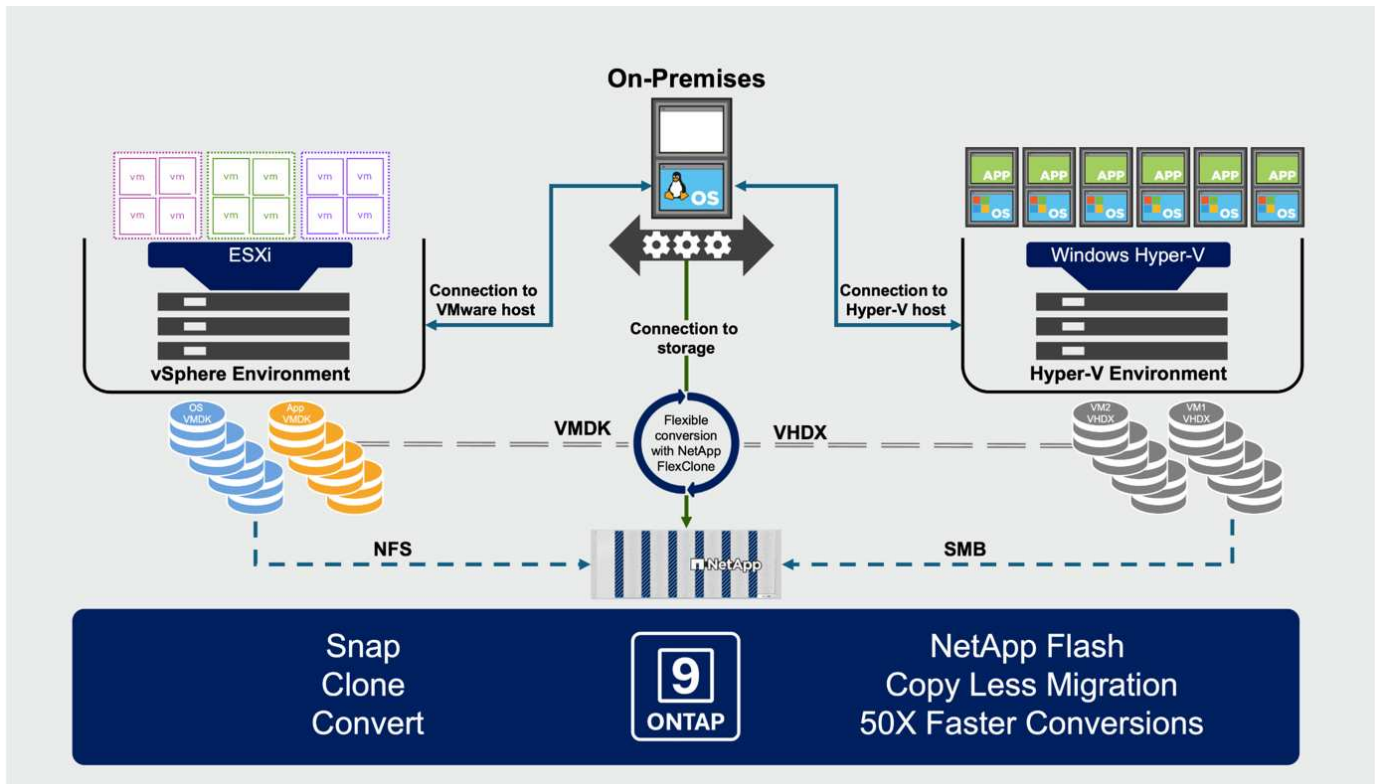 On-Premises
vm vm vm vm vm vm
vm vm vm vm vm vm
OS
APP APP APP APP APP APP
OS OS OS OS OS OS
ESXi
Windows Hyper-V
Connection to
VMware host
Connection to
Hyper-V host
Connection to
storage
vSphere Environment
Hyper-V Environment
OS
VMDK
App
VMDK
VM2
VHDX
VM1
VHDX
VMDK
Flexible
conversion
with NetApp
FlexClone
VHDX
NFS
NetApp
SMB
Snap
Clone
Convert
9
ONTAP
NetApp Flash
Copy Less Migration
50X Faster Conversions